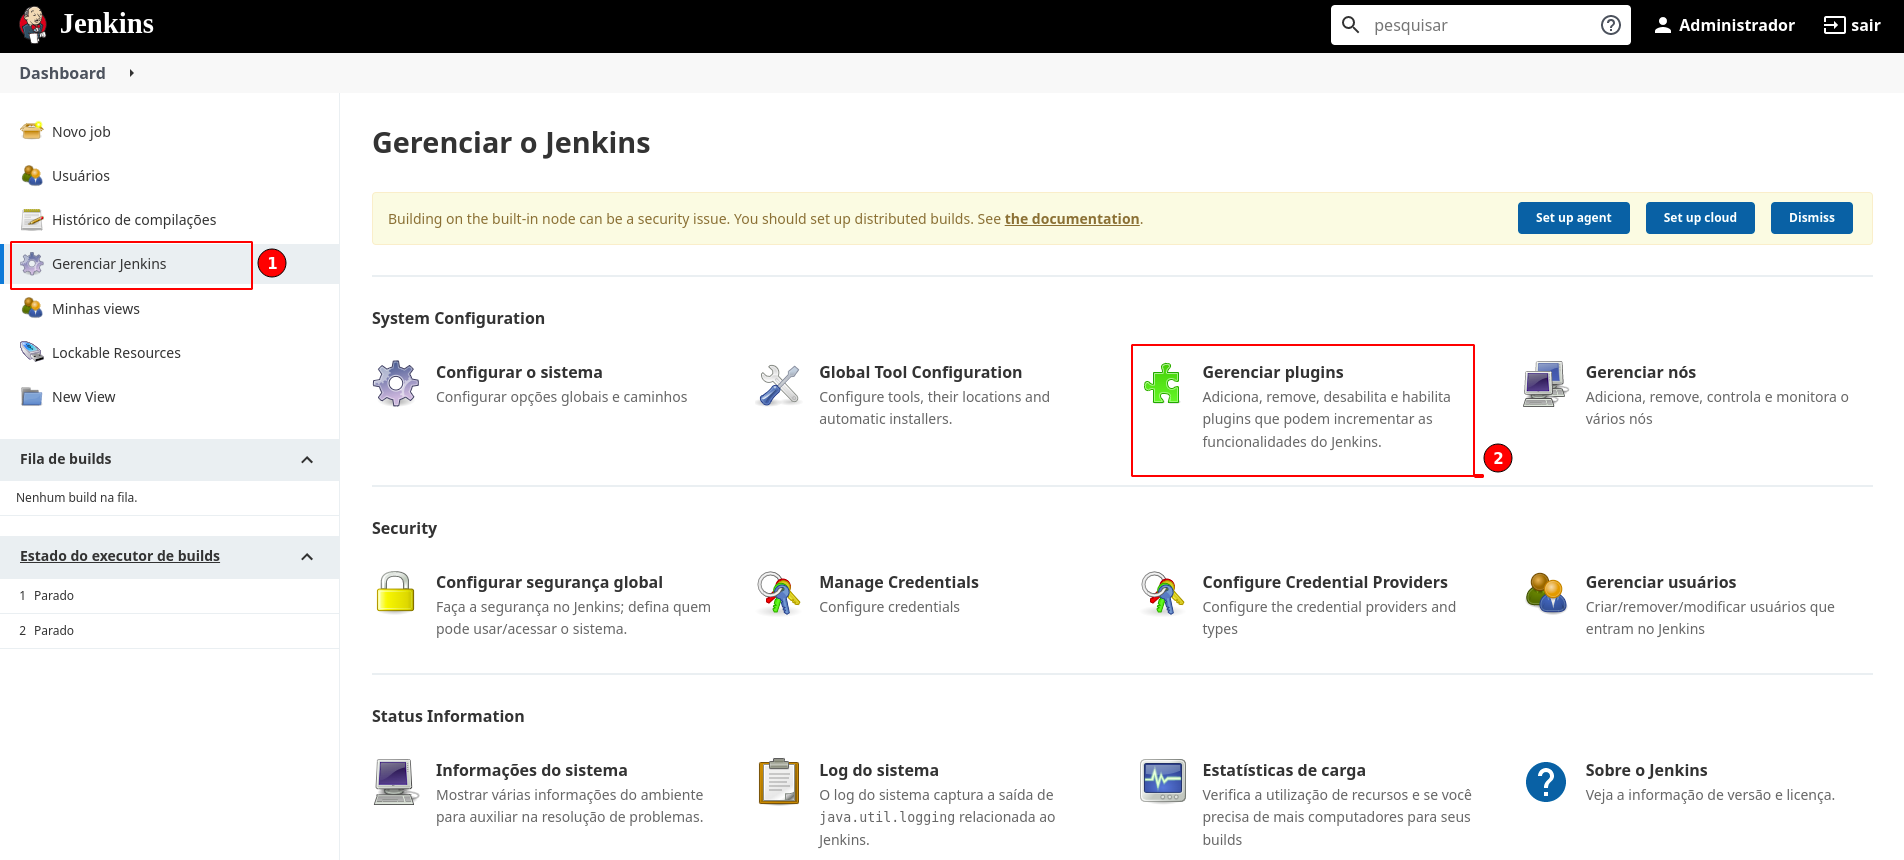 Jenkins
pesquisar
Administrador
sair
Dashboard
Novo job
Usuários
Histórico de compilações
Gerenciar Jenkins
1
Minhas views
Lockable Resources
New View
Fila de builds
Nenhum build na fila.
Estado do executor de builds
1 Parado
2 Parado
Gerenciar o Jenkins
Building on the built-in node can be a security issue. You should set up distributed builds. See the documentation.
Set up agent
Set up cloud
Dismiss
System Configuration
Configurar o sistema
Configurar opções globais e caminhos
Global Tool Configuration
Configure tools, their locations and
automatic installers.
Gerenciar plugins
Adiciona, remove, desabilita e habilita
plugins que podem incrementar as
funcionalidades do Jenkins.
2
Gerenciar nós
Adiciona, remove, controla e monitora o
vários nós
Security
Configurar segurança global
Faça a segurança no Jenkins; defina quem
pode usar/acessar o sistema.
Manage Credentials
Configure credentials
Configure Credential Providers
Configure the credential providers and
types
Gerenciar usuários
Criar/remover/modificar usuários que
entram no Jenkins
Status Information
Informações do sistema
Mostrar várias informações do ambiente
para auxiliar na resolução de problemas.
Log do sistema
O log do sistema captura a saída de
java.util.logging relacionada ao
Jenkins.
Estatísticas de carga
Verifica a utilização de recursos e se você
precisa de mais computadores para seus
builds
Sobre o Jenkins
Veja a informação de versão e licença.